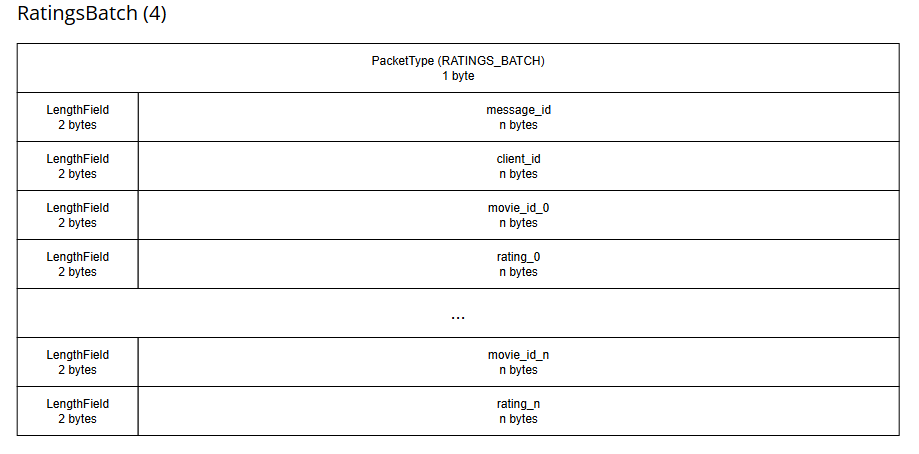 RatingsBatch (4)
PacketType (RATINGS_BATCH)
1 byte
LengthField
2 bytes
message_id
n bytes
LengthField
2 bytes
client_id
n bytes
LengthField
2 bytes
movie_id_0
n bytes
LengthField
2 bytes
rating_0
n bytes
...
LengthField
2 bytes
movie_id_n
n bytes
LengthField
2 bytes
rating_n
n bytes